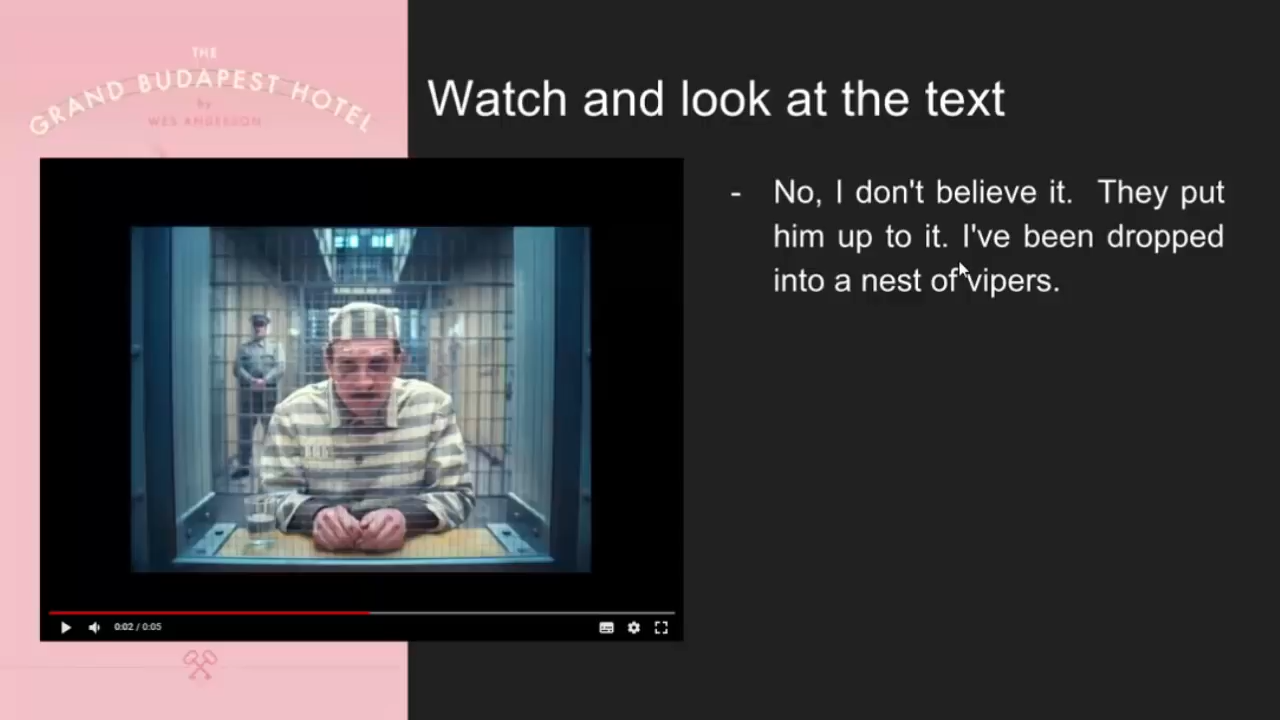 THE
GRAND BUDAPEST HOTEL
by
WES ANDERSON
Watch and look at the text
- No, I don't believe it. They put
him up to it. I've been dropped
into a nest of vipers.
0:02 / 0:05